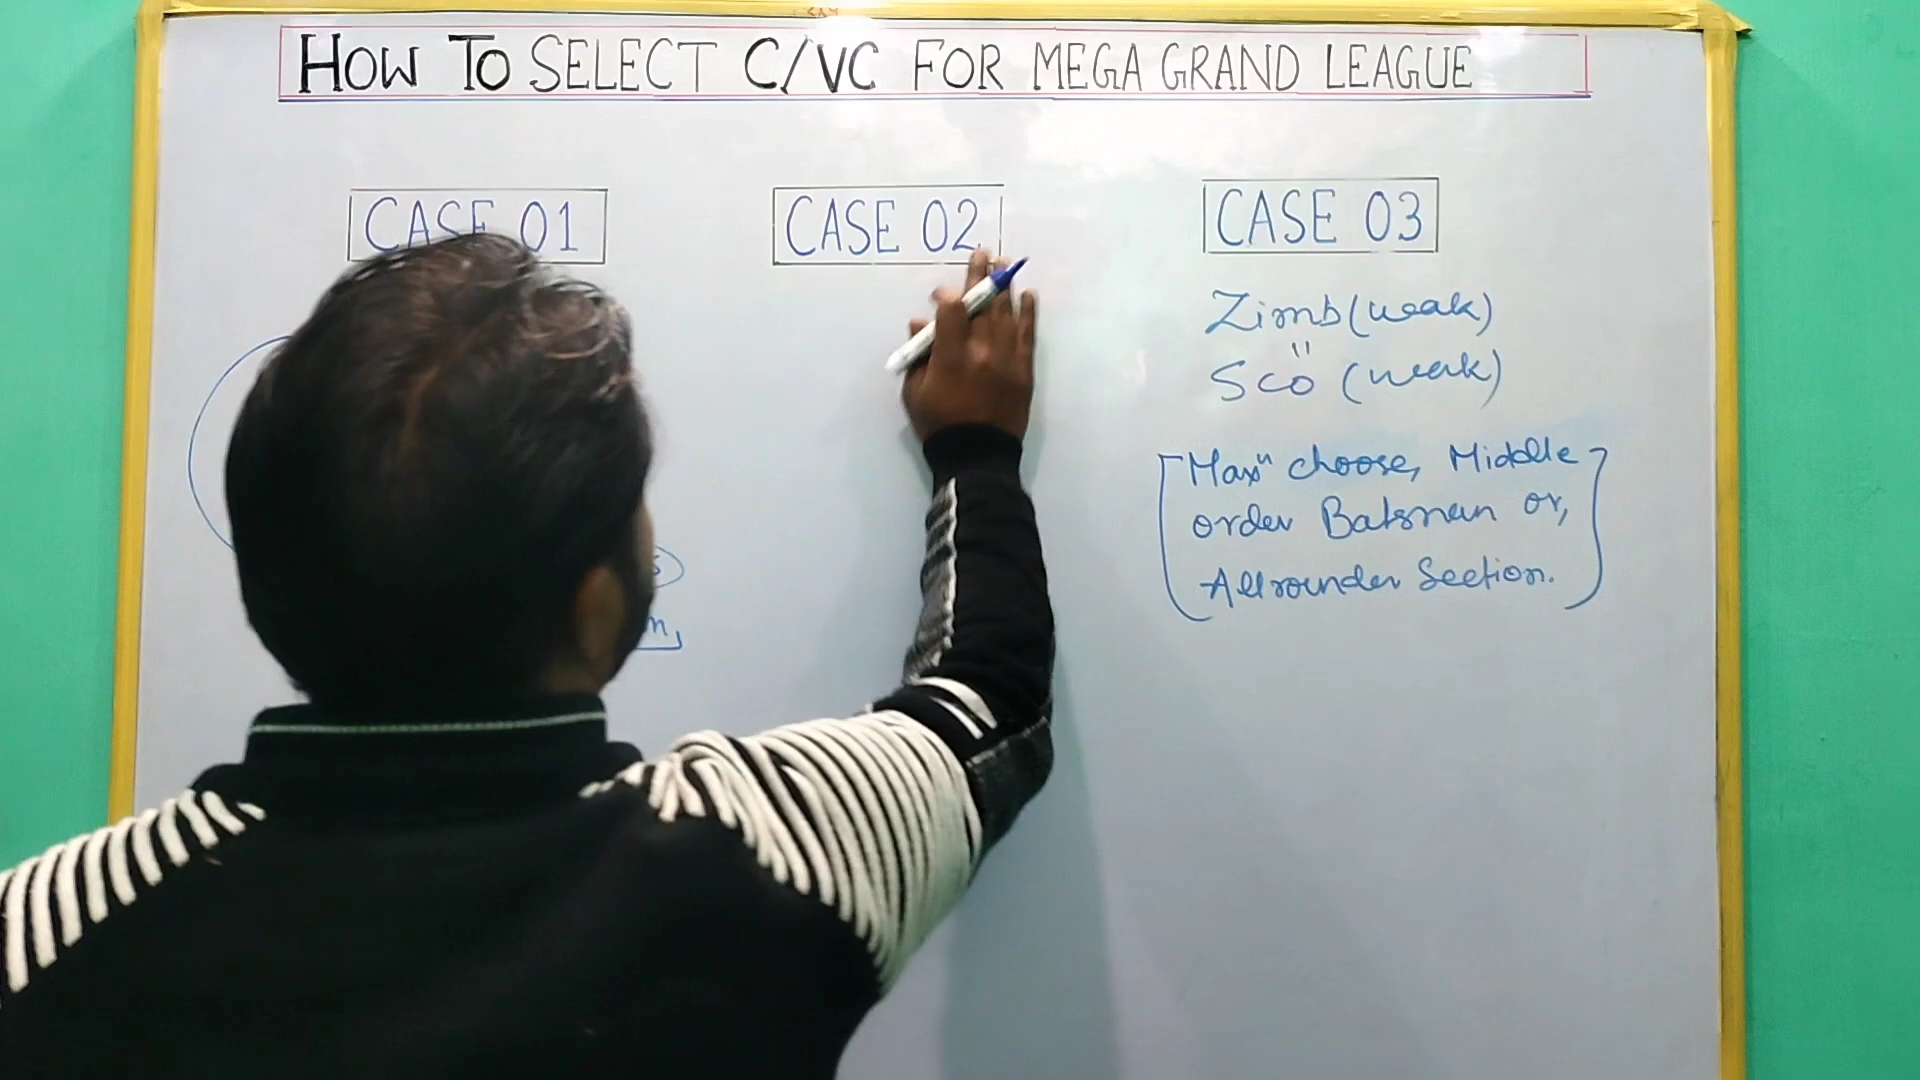 HOW TO SELECT C/VC FOR MEGA GRAND LEAGUE
CASE 01
CASE 02
CASE 03
Zimb (weak)
"
Sco (weak)
Max" choose, Middle
order Batsman or,
Allrounder Section.